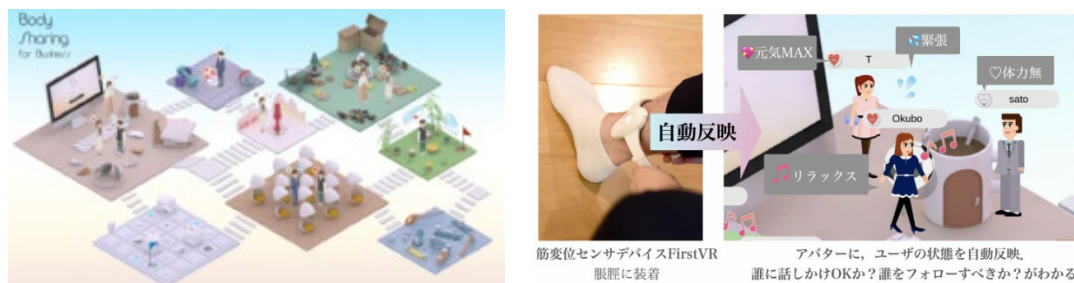 Body
Sharing
for Business
💖元気MAX
💦緊張
T
♡体力無
sato
Okubo
自動反映
🎵リラックス
筋変位センサデバイスFirstVR
服脛に装着
アバターに，ユーザの状態を自動反映．
誰に話しかけOKか？誰をフォローすべきか？がわかる